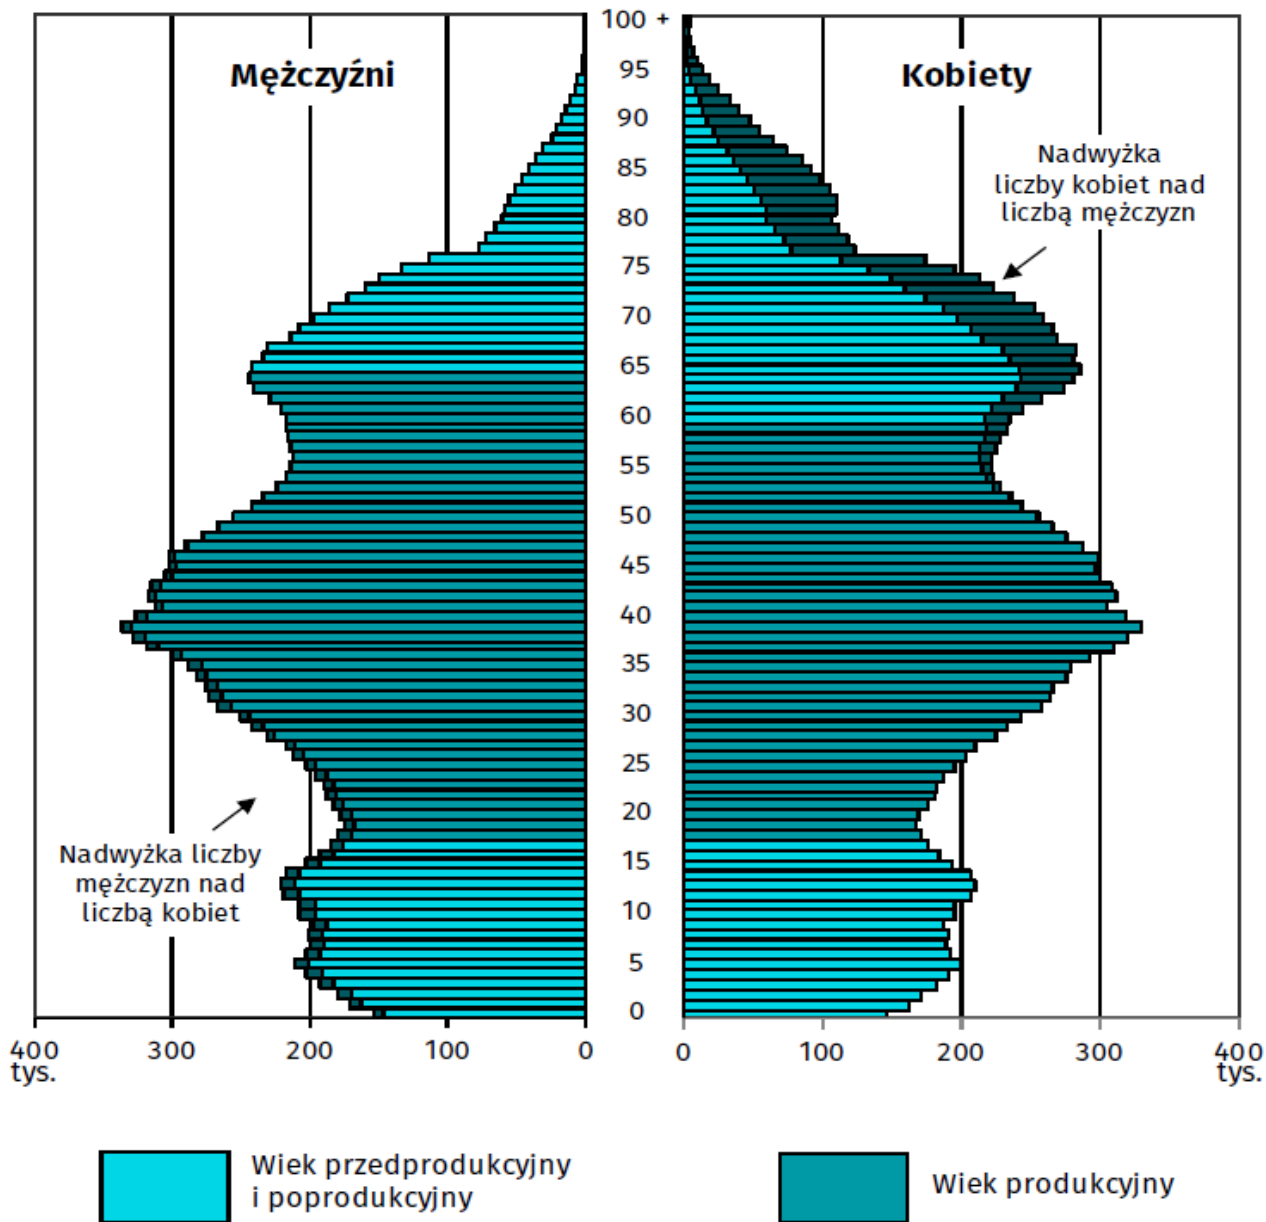 100 +
Mężczyźni
Kobiety
95
90
Nadwyżka
liczby kobiet nad
liczbą mężczyzn
85
80
75
70
65
60
55
50
45
40
35
30
25
20
15
Nadwyżka liczby
mężczyzn nad
liczbą kobiet
10
5
0
400 300 200 100 0 0 100 200 300 400
tys. tys.
Wiek przedprodukcyjny
i poprodukcyjny
Wiek produkcyjny